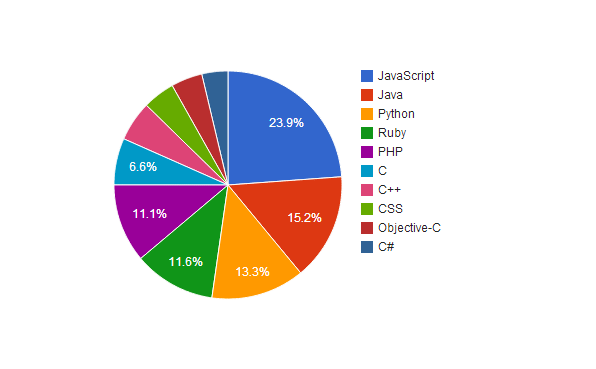 23.9%
15.2%
13.3%
11.6%
11.1%
6.6%
JavaScript
Java
Python
Ruby
PHP
C
C++
CSS
Objective-C
C#